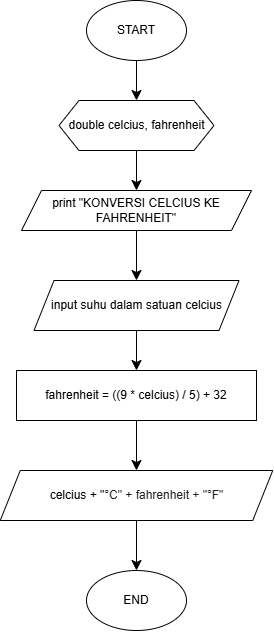 START
double celcius, fahrenheit
print "KONVERSI CELCIUS KE
FAHRENHEIT"
input suhu dalam satuan celcius
fahrenheit = ((9 * celcius) / 5) + 32
celcius + "°C" + fahrenheit + "°F"
END